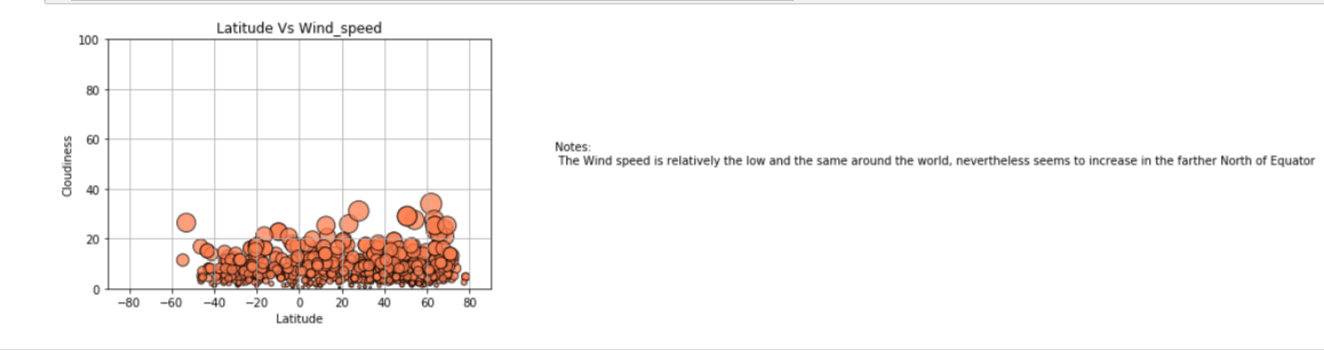 Latitude Vs Wind_speed
100
80
60
40
20
0
Cloudiness
−80 −60 −40 −20 0 20 40 60 80
Latitude
Notes:
The Wind speed is relatively the low and the same around the world, nevertheless seems to increase in the farther North of Equator